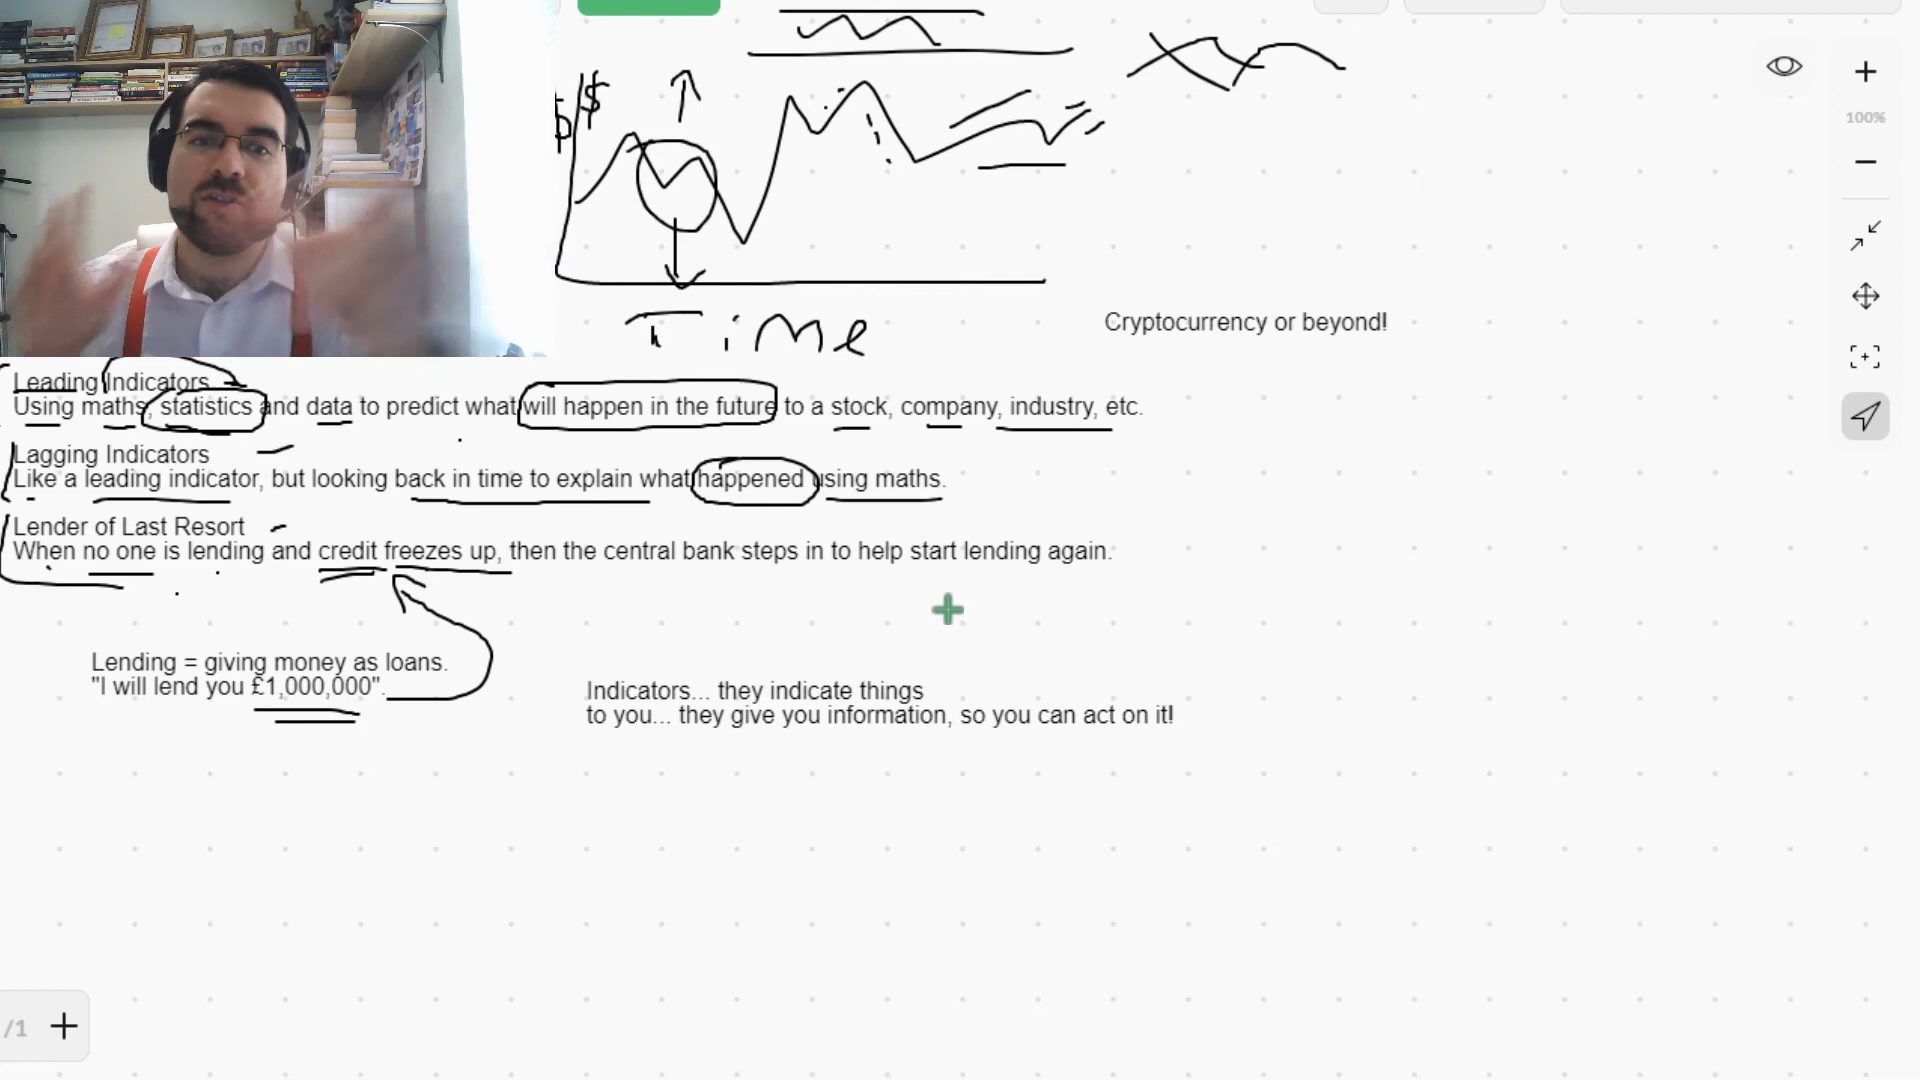 $
$
Time
Cryptocurrency or beyond!
100%
Leading Indicators
Using maths, statistics and data to predict what will happen in the future to a stock, company, industry, etc.
Lagging Indicators
Like a leading indicator, but looking back in time to explain what happened using maths.
Lender of Last Resort
When no one is lending and credit freezes up, then the central bank steps in to help start lending again.
Lending = giving money as loans.
"I will lend you £1,000,000".
Indicators... they indicate things
to you... they give you information, so you can act on it!
/1